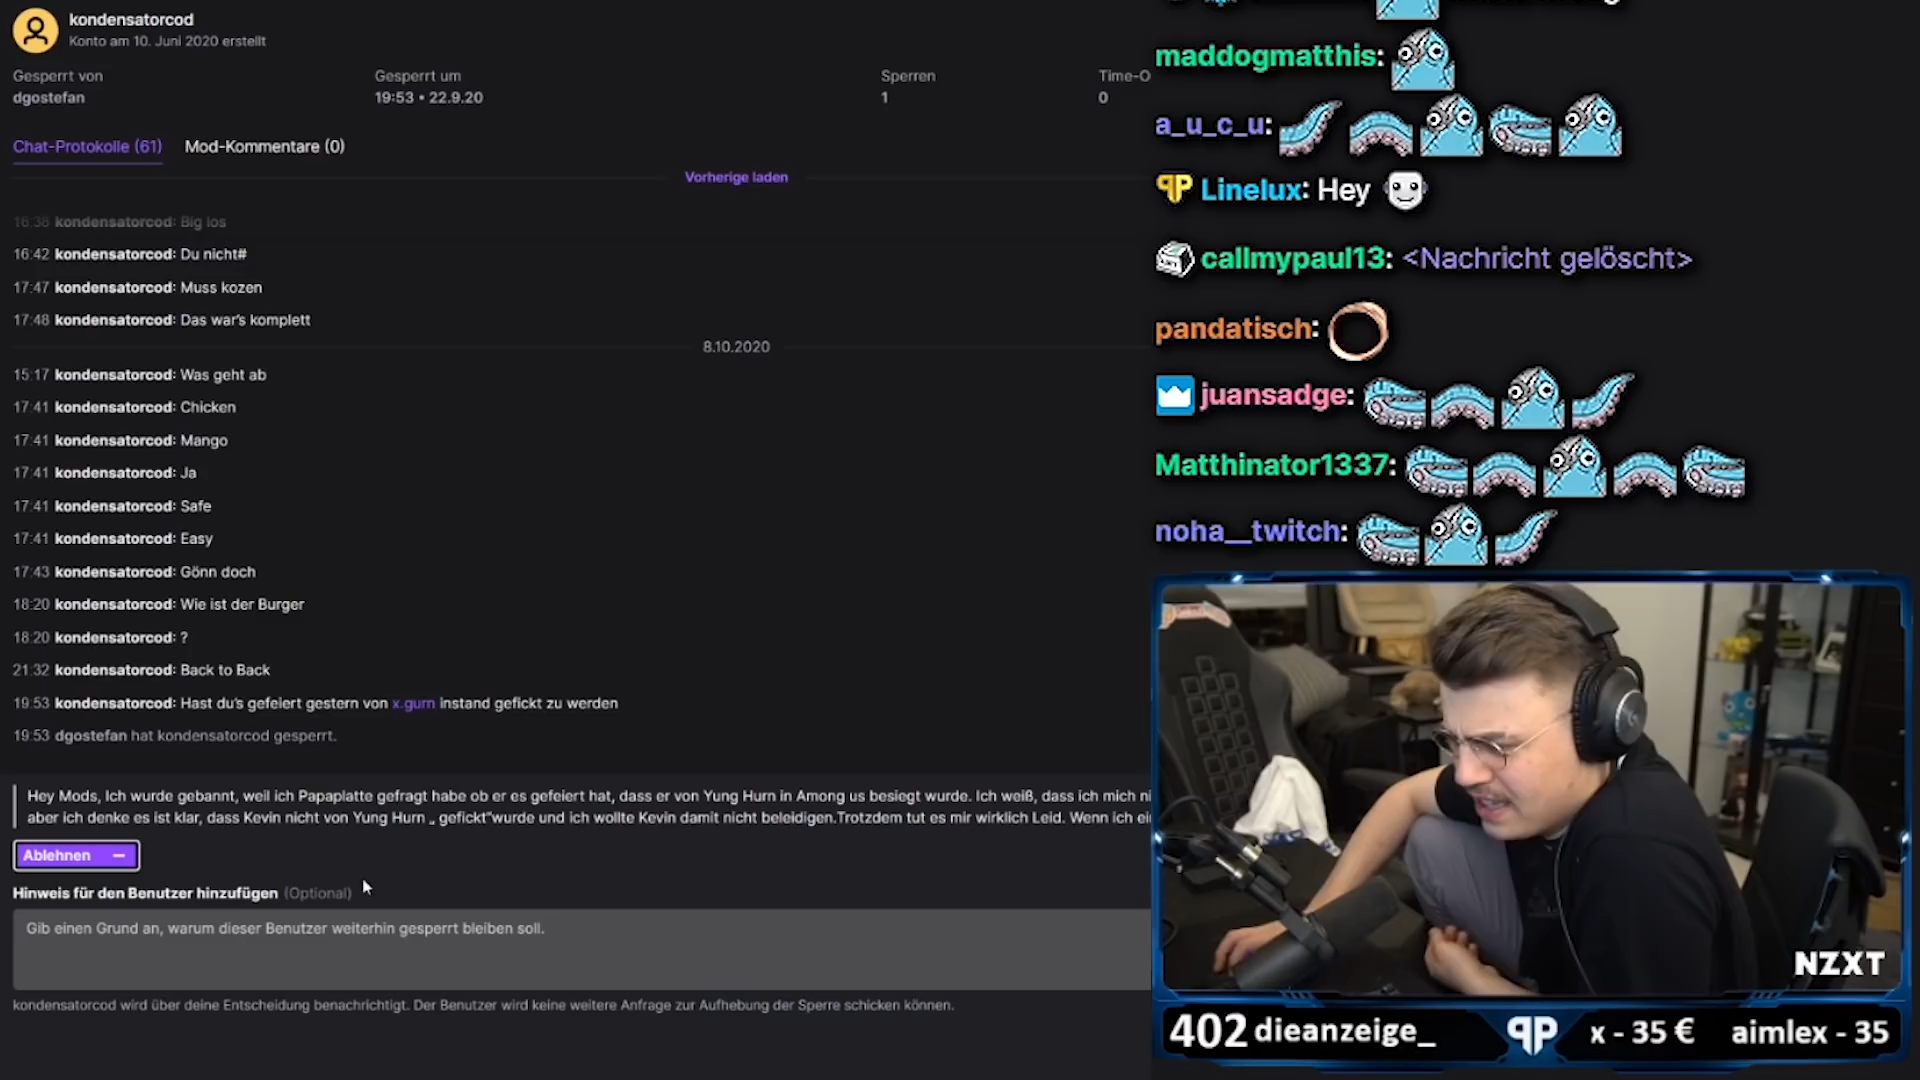 kondensatorcod
Konto am 10. Juni 2020 erstellt
Gesperrt von
dgostefan
Gesperrt um
19:53 • 22.9.20
Sperren
1
Time-O
0
Chat-Protokolle (61)
Mod-Kommentare (0)
Vorherige laden
16:38 kondensatorcod: Big los
16:42 kondensatorcod: Du nicht#
17:47 kondensatorcod: Muss kozen
17:48 kondensatorcod: Das war's komplett
8.10.2020
15:17 kondensatorcod: Was geht ab
17:41 kondensatorcod: Chicken
17:41 kondensatorcod: Mango
17:41 kondensatorcod: Ja
17:41 kondensatorcod: Safe
17:41 kondensatorcod: Easy
17:43 kondensatorcod: Gönn doch
18:20 kondensatorcod: Wie ist der Burger
18:20 kondensatorcod: ?
21:32 kondensatorcod: Back to Back
19:53 kondensatorcod: Hast du's gefeiert gestern von x.gurn instand gefickt zu werden
19:53 dgostefan hat kondensatorcod gesperrt.
Hey Mods, Ich wurde gebannt, weil ich Papaplatte gefragt habe ob er es gefeiert hat, dass er von Yung Hurn in Among us besiegt wurde. Ich weiß, dass ich mich ni
aber ich denke es ist klar, dass Kevin nicht von Yung Hurn „ gefickt“wurde und ich wollte Kevin damit nicht beleidigen.Trotzdem tut es mir wirklich Leid. Wenn ich ei
Ablehnen
Hinweis für den Benutzer hinzufügen (Optional)
Gib einen Grund an, warum dieser Benutzer weiterhin gesperrt bleiben soll.
kondensatorcod wird über deine Entscheidung benachrichtigt. Der Benutzer wird keine weitere Anfrage zur Aufhebung der Sperre schicken können.
maddogmatthis:
a_u_c_u:
Linelux: Hey
callmypaul13: <Nachricht gelöscht>
pandatisch:
juansadge:
Matthinator1337:
noha__twitch:
NZXT
402 dieanzeige_
x - 35 €
aimlex - 35